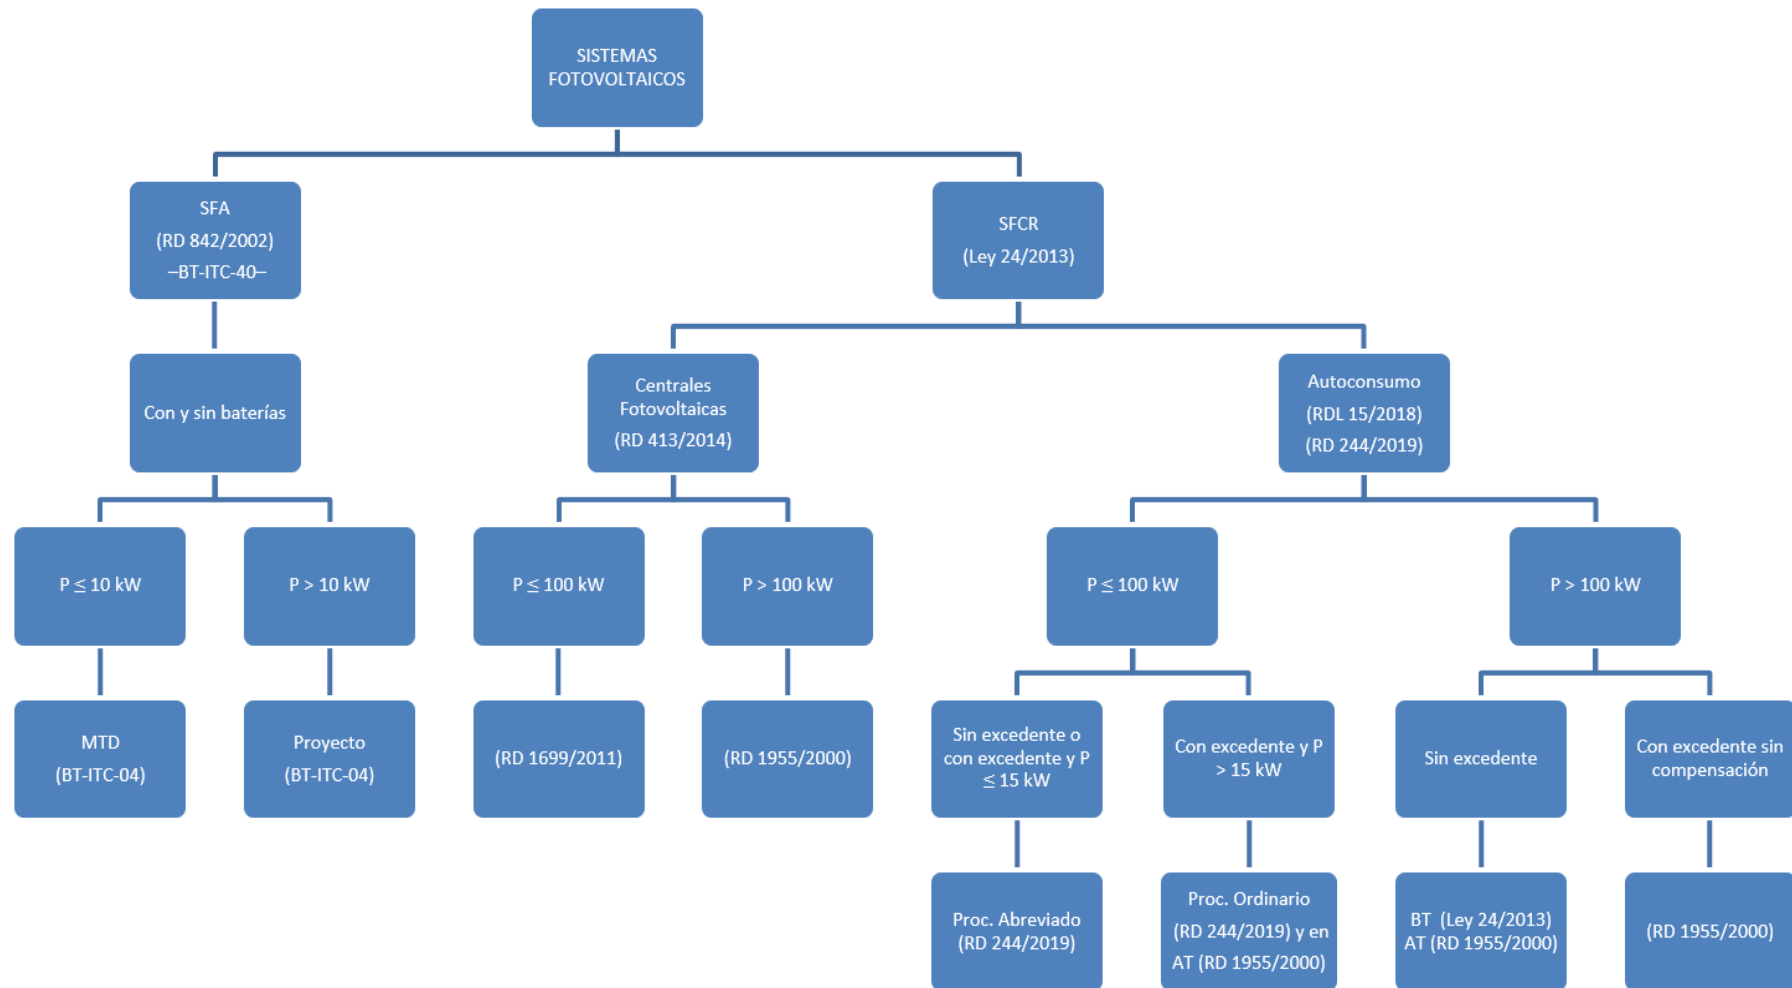 SISTEMAS
FOTOVOLTAICOS
SFA
(RD 842/2002)
–BT-ITC-40–
SFCR
(Ley 24/2013)
Con y sin baterías
Centrales
Fotovoltaicas
(RD 413/2014)
Autoconsumo
(RDL 15/2018)
(RD 244/2019)
P ≤ 10 kW
P > 10 kW
P ≤ 100 kW
P > 100 kW
P ≤ 100 kW
P > 100 kW
MTD
(BT-ITC-04)
Proyecto
(BT-ITC-04)
(RD 1699/2011)
(RD 1955/2000)
Sin excedente o
con excedente y P
≤ 15 kW
Con excedente y P
> 15 kW
Sin excedente
Con excedente sin
compensación
Proc. Abreviado
(RD 244/2019)
Proc. Ordinario
(RD 244/2019) y en
AT (RD 1955/2000)
BT (Ley 24/2013)
AT (RD 1955/2000)
(RD 1955/2000)